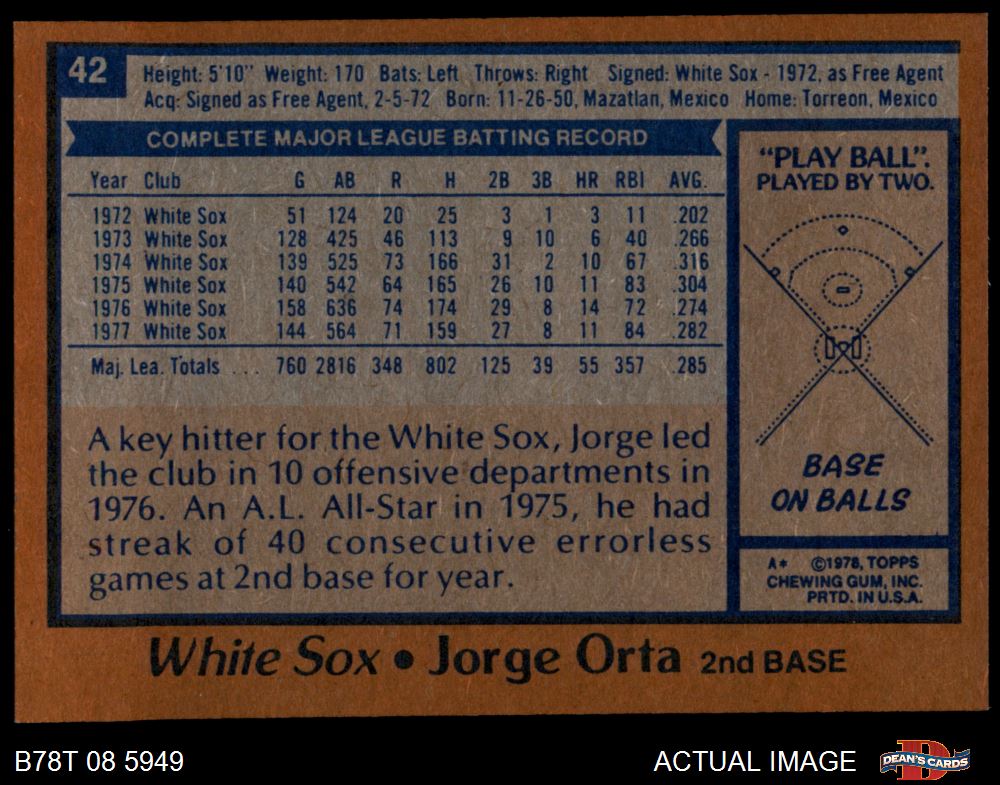 42
Height: 5'10" Weight: 170 Bats: Left Throws: Right Signed: White Sox - 1972, as Free Agent
Acq: Signed as Free Agent, 2-5-72 Born: 11-26-50, Mazatlan, Mexico Home: Torreon, Mexico
COMPLETE MAJOR LEAGUE BATTING RECORD
Year Club G AB R H 2B 3B HR RBI AVG.
1972 White Sox 51 124 20 25 3 1 3 11 .202
1973 White Sox 128 425 46 113 9 10 6 40 .266
1974 White Sox 139 525 73 166 31 2 10 67 .316
1975 White Sox 140 542 64 165 26 10 11 83 .304
1976 White Sox 158 636 74 174 29 8 14 72 .274
1977 White Sox 144 564 71 159 27 8 11 84 .282
Maj. Lea. Totals ... 760 2816 348 802 125 39 55 357 .285
A key hitter for the White Sox, Jorge led
the club in 10 offensive departments in
1976. An A.L. All-Star in 1975, he had
streak of 40 consecutive errorless
games at 2nd base for year.
"PLAY BALL".
PLAYED BY TWO.
BASE
ON BALLS
A* ©1978, TOPPS
CHEWING GUM, INC.
PRTD. IN U.S.A.
White Sox • Jorge Orta 2nd BASE
B78T 08 5949
ACTUAL IMAGE
DEAN'S CARDS